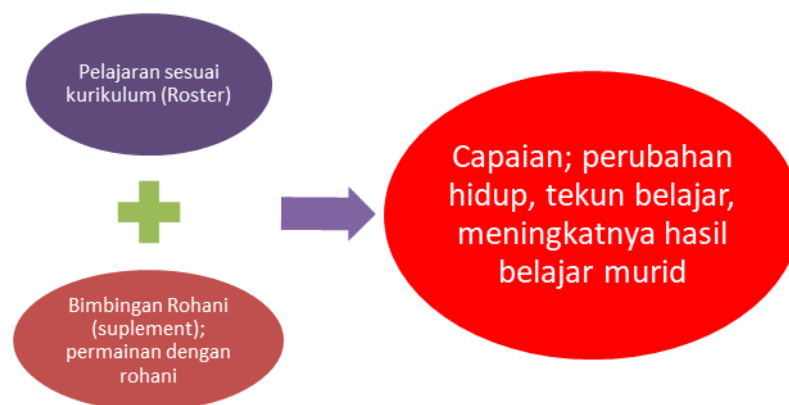 Pelajaran sesuai
kurikulum (Roster)
Bimbingan Rohani
(suplement);
permainan dengan
rohani
Capaian; perubahan
hidup, tekun belajar,
meningkatnya hasil
belajar murid